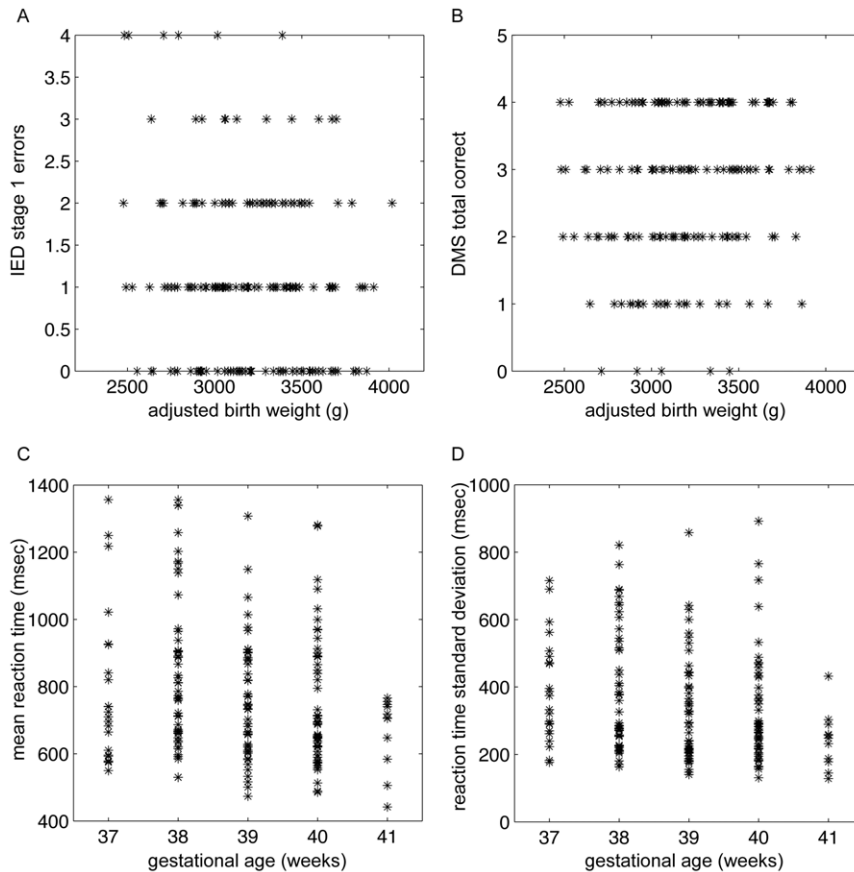 A
4
3.5
3
2.5
2
1.5
1
0.5
0
IED stage 1 errors
2500 3000 3500 4000
adjusted birth weight (g)
B
5
4
3
2
1
0
DMS total correct
2500 3000 3500 4000
adjusted birth weight (g)
C
1400
1200
1000
800
600
400
mean reaction time (msec)
37 38 39 40 41
gestational age (weeks)
D
1000
800
600
400
200
0
reaction time standard deviation (msec)
37 38 39 40 41
gestational age (weeks)